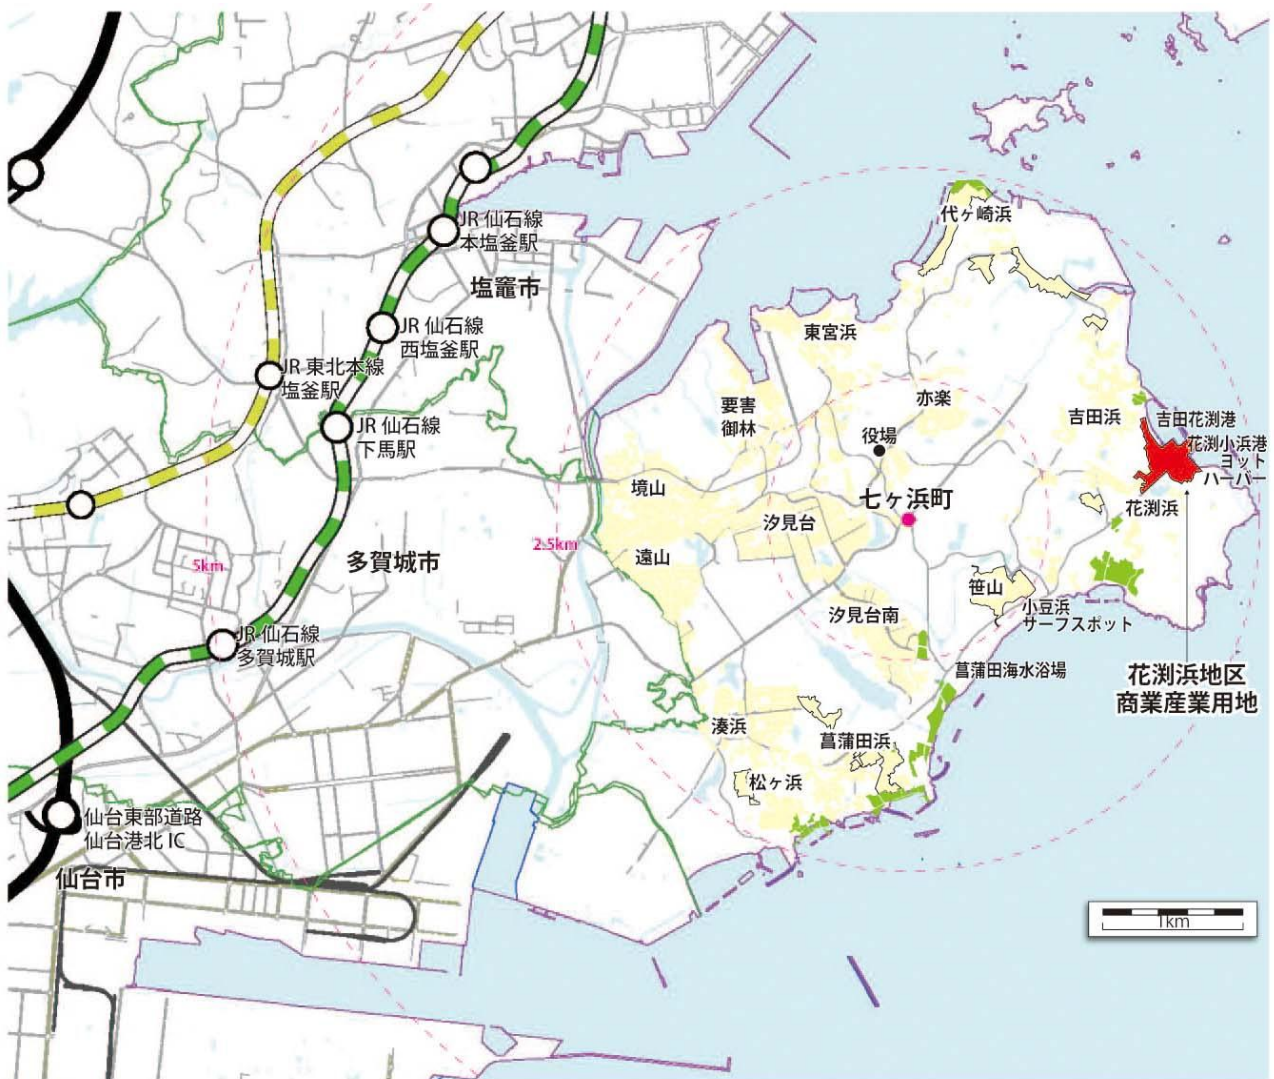 代ヶ崎浜
JR 仙石線
本塩釜駅
塩竈市
JR 仙石線
西塩釜駅
東宮浜
JR 東北本線
塩釜駅
亦楽
要害
御林
吉田浜
吉田花渕港
JR 仙石線
下馬駅
役場
花渕小浜港
ヨット
ハーバー
境山
七ヶ浜町
花渕浜
汐見台
2.5km
遠山
多賀城市
5km
笹山
小豆浜
サーフスポット
汐見台南
JR 仙石線
多賀城駅
菖蒲田海水浴場
花渕浜地区
商業産業用地
湊浜
菖蒲田浜
松ヶ浜
仙台東部道路
仙台港北 IC
仙台市
1km